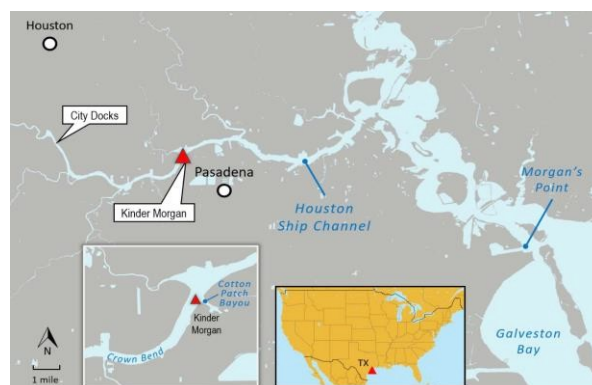 Houston
City Docks
Pasadena
Kinder Morgan
Houston
Ship Channel
Morgan's
Point
Galveston
Bay
Cotton
Patch
Bayou
Kinder
Morgan
Crown Bend
N
1 mile
TX